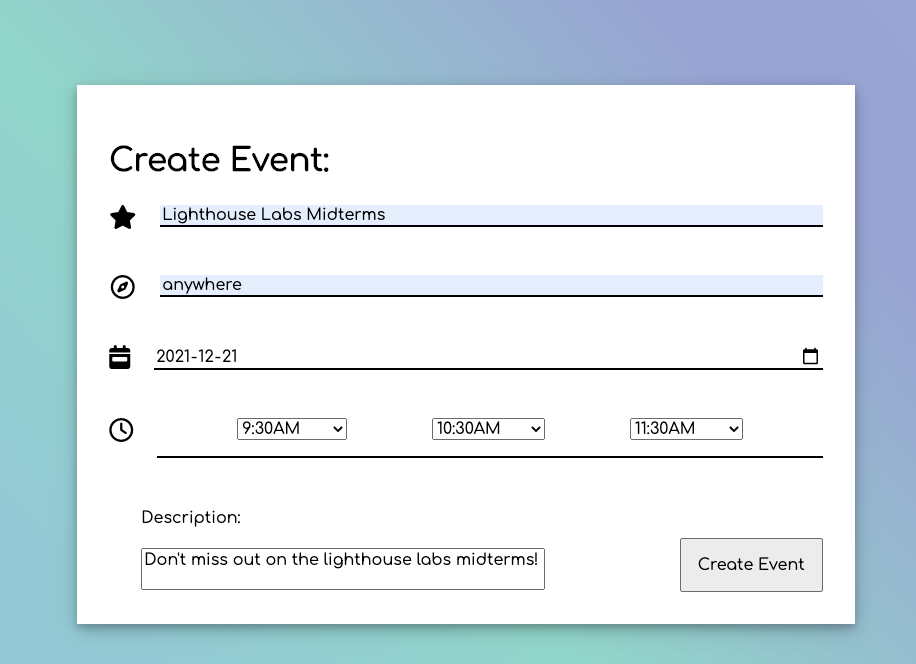 Create Event:
Lighthouse Labs Midterms
anywhere
2021-12-21
9:30AM 10:30AM 11:30AM
Description:
Don't miss out on the lighthouse labs midterms!
Create Event